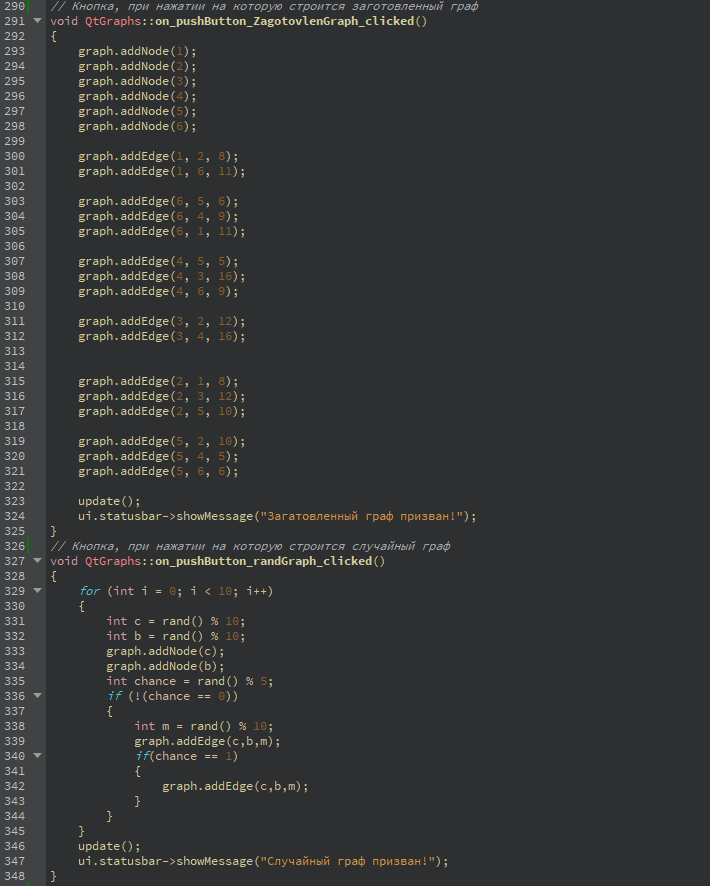 290 // Кнопка, при нажатии на которую строится заготовленный граф
291 void QtGraphs::on_pushButton_ZagotovlenGraph_clicked()
292 {
293     graph.addNode(1);
294     graph.addNode(2);
295     graph.addNode(3);
296     graph.addNode(4);
297     graph.addNode(5);
298     graph.addNode(6);
299
300     graph.addEdge(1, 2, 8);
301     graph.addEdge(1, 6, 11);
302
303     graph.addEdge(6, 5, 6);
304     graph.addEdge(6, 4, 9);
305     graph.addEdge(6, 1, 11);
306
307     graph.addEdge(4, 5, 5);
308     graph.addEdge(4, 3, 16);
309     graph.addEdge(4, 6, 9);
310
311     graph.addEdge(3, 2, 12);
312     graph.addEdge(3, 4, 16);
313
314
315     graph.addEdge(2, 1, 8);
316     graph.addEdge(2, 3, 12);
317     graph.addEdge(2, 5, 10);
318
319     graph.addEdge(5, 2, 10);
320     graph.addEdge(5, 4, 5);
321     graph.addEdge(5, 6, 6);
322
323     update();
324     ui.statusbar->showMessage("Загатовленный граф призван!");
325 }
326 // Кнопка, при нажатии на которую строится случайный граф
327 void QtGraphs::on_pushButton_randGraph_clicked()
328 {
329     for (int i = 0; i < 10; i++)
330     {
331         int c = rand() % 10;
332         int b = rand() % 10;
333         graph.addNode(c);
334         graph.addNode(b);
335         int chance = rand() % 5;
336         if (!(chance == 0))
337         {
338             int m = rand() % 10;
339             graph.addEdge(c,b,m);
340             if(chance == 1)
341             {
342                 graph.addEdge(c,b,m);
343             }
344         }
345     }
346     update();
347     ui.statusbar->showMessage("Случайный граф призван!");
348 }